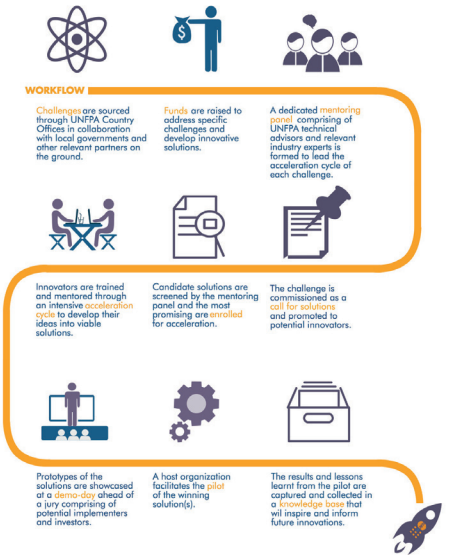 WORKFLOW
Challenges are sourced
through UNFPA Country
Offices in collaboration
with local governments and
other relevant partners on
the ground.
Funds are raised to
address specific
challenges and
develop innovative
solutions.
A dedicated mentoring
panel comprising of
UNFPA technical
advisors and relevant
industry experts is
formed to lead the
acceleration cycle of
each challenge.
Innovators are trained
and mentored through
an intensive acceleration
cycle to develop their
ideas into viable
solutions.
Candidate solutions are
screened by the mentoring
panel and the most
promising are enrolled
for acceleration.
The challenge is
commissioned as a
call for solutions
and promoted to
potential innovators.
Prototypes of the
solutions are showcased
at a demo-day ahead of
a jury comprising of
potential implementers
and investors.
A host organization
facilitates the pilot
of the winning
solution(s).
The results and lessons
learnt from the pilot are
captured and collected in
a knowledge base that
wil inspire and inform
future innovations.